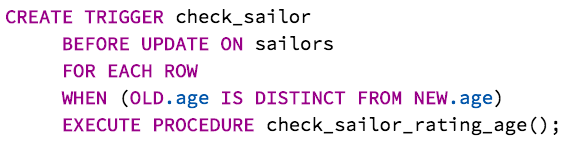 CREATE TRIGGER check_sailor
BEFORE UPDATE ON sailors
FOR EACH ROW
WHEN (OLD.age IS DISTINCT FROM NEW.age)
EXECUTE PROCEDURE check_sailor_rating_age();